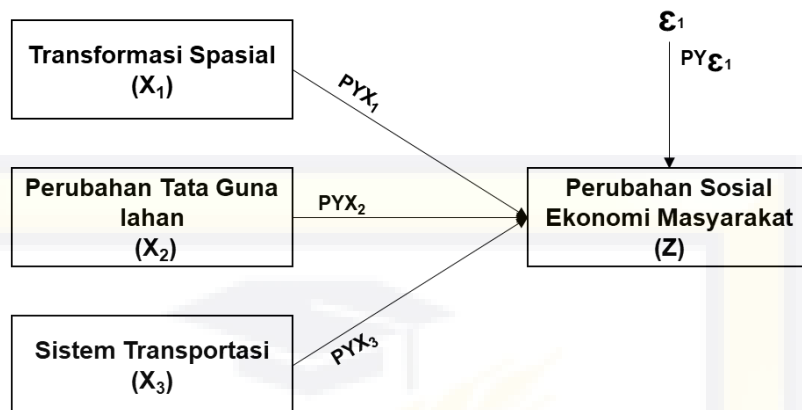 Transformasi Spasial
(X₁)
ε₁
PYε₁
PYX₁
Perubahan Tata Guna
lahan
(X₂)
PYX₂
Perubahan Sosial
Ekonomi Masyarakat
(Z)
Sistem Transportasi
(X₃)
PYX₃